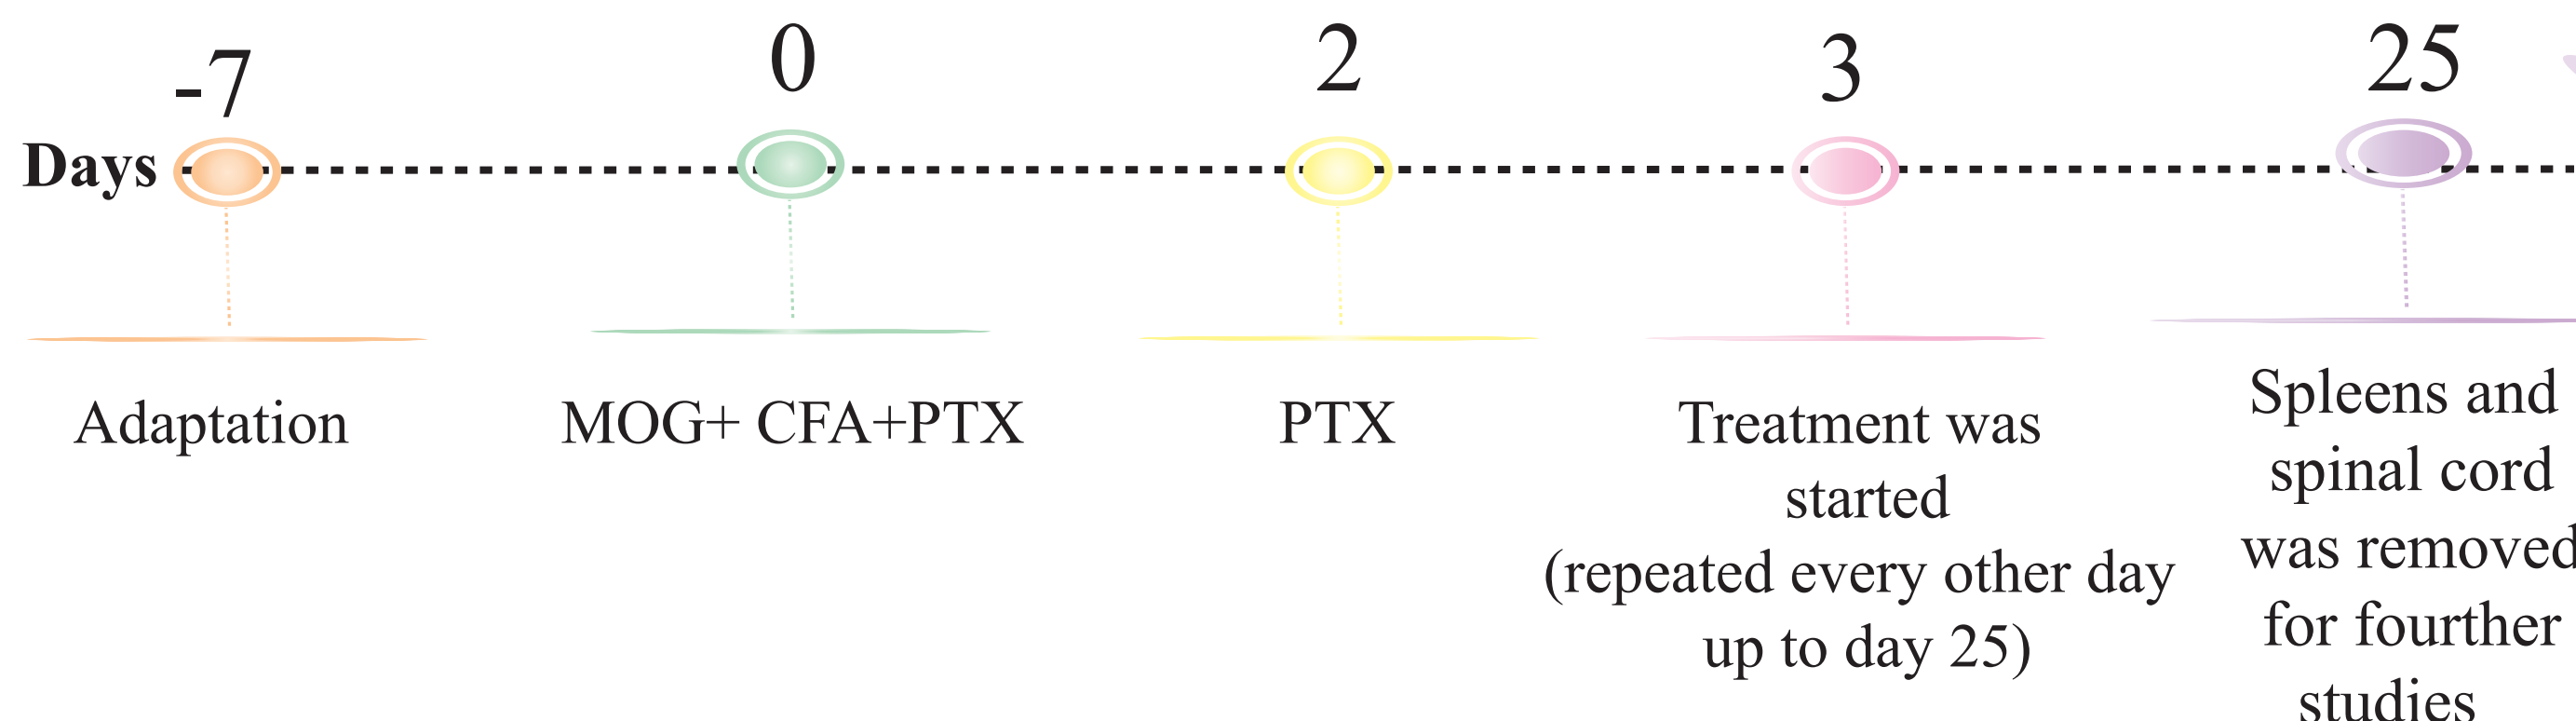 -7
0
2
3
25
Days
Adaptation
MOG+ CFA+PTX
PTX
Treatment was
started
(repeated every other day
up to day 25)
Spleens and
spinal cord
was removed
for fourther
studies